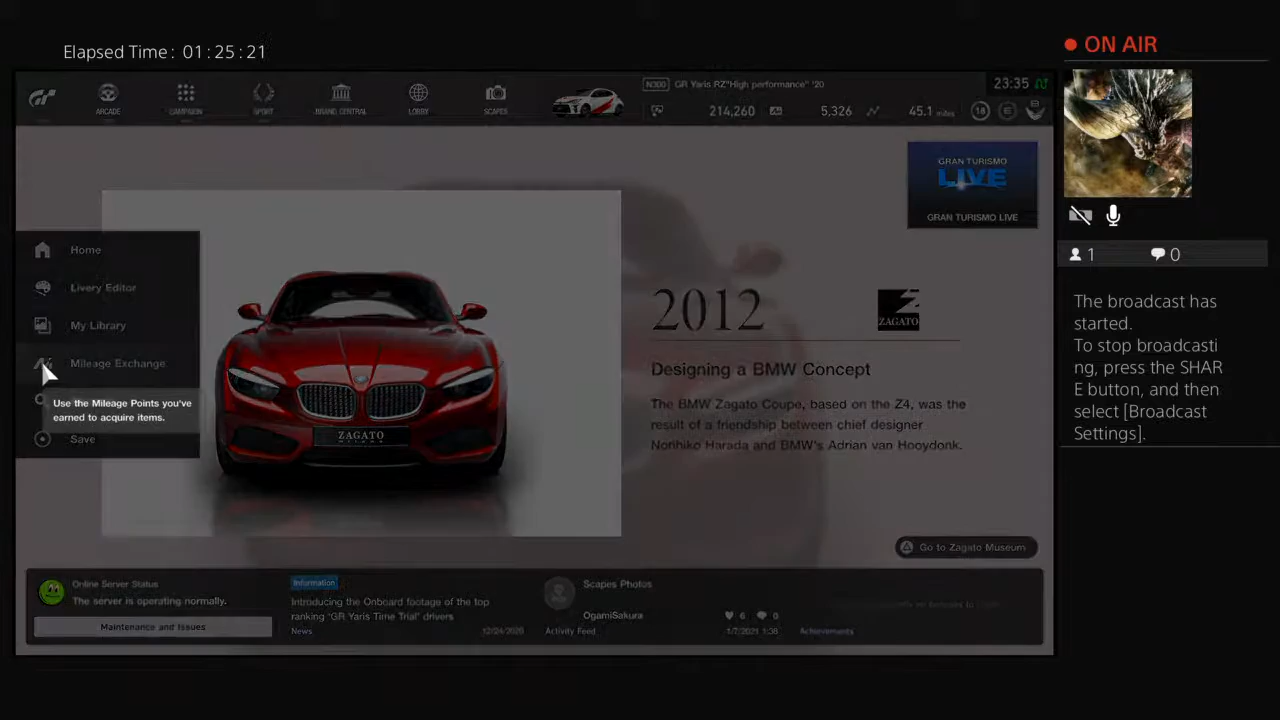 Elapsed Time: 01:25:21
ON AIR
ARCADE
CAMPAIGN
SPORT
BRAND CENTRAL
LOBBY
SCAPES
N300 GR Yaris RZ"High performance" '20
214,260
5,326
45.1 miles
23:35
18
E
GRAN TURISMO
LIVE
GRAN TURISMO LIVE
1
0
The broadcast has
started.
To stop broadcasti
ng, press the SHAR
E button, and then
select [Broadcast
Settings].
Home
Livery Editor
My Library
Mileage Exchange
Use the Mileage Points you've
earned to acquire items.
Save
ZAGATO
2012
ZAGATO
Designing a BMW Concept
The BMW Zagato Coupe, based on the Z4, was the
result of a friendship between chief designer
Norihiko Harada and BMW's Adrian van Hooydonk.
Go to Zagato Museum
Online Server Status
The server is operating normally.
Maintenance and Issues
Information
Introducing the Onboard footage of the top
ranking "GR Yaris Time Trial" drivers
News
12/24/2020
Scapes Photos
OgamiSakura
6
0
Activity Feed
1/7/2021 1:38
Achievements